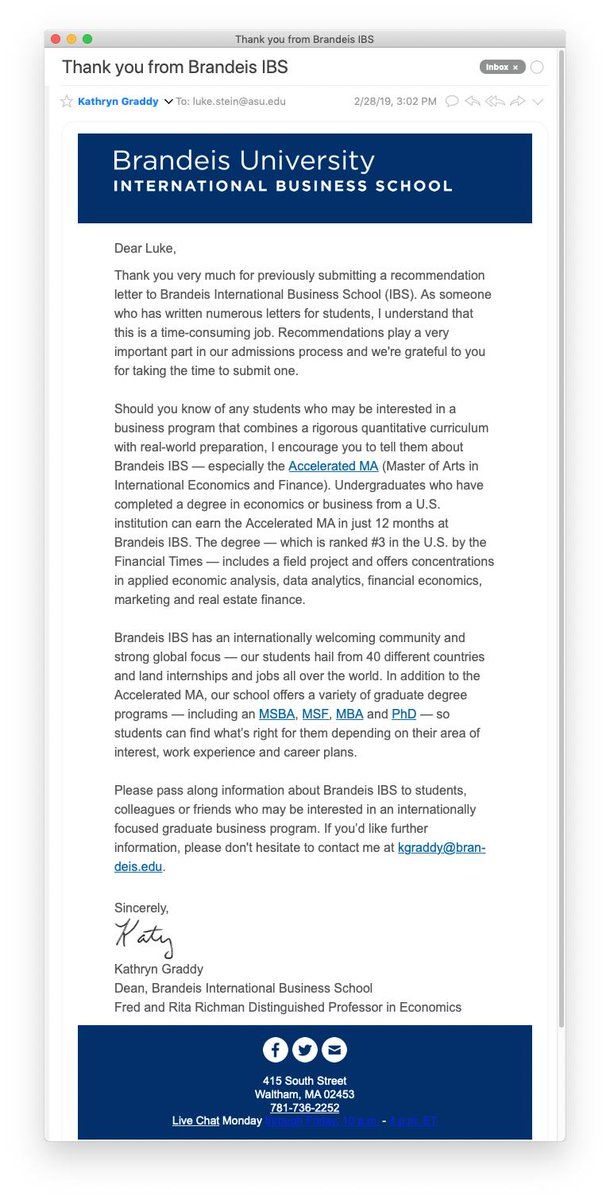 Thank you from Brandeis IBS
Thank you from Brandeis IBS
Inbox ×
Kathryn Graddy To: luke.stein@asu.edu 2/28/19, 3:02 PM
Brandeis University
INTERNATIONAL BUSINESS SCHOOL
Dear Luke,
Thank you very much for previously submitting a recommendation
letter to Brandeis International Business School (IBS). As someone
who has written numerous letters for students, I understand that
this is a time-consuming job. Recommendations play a very
important part in our admissions process and we're grateful to you
for taking the time to submit one.
Should you know of any students who may be interested in a
business program that combines a rigorous quantitative curriculum
with real-world preparation, I encourage you to tell them about
Brandeis IBS — especially the Accelerated MA (Master of Arts in
International Economics and Finance). Undergraduates who have
completed a degree in economics or business from a U.S.
institution can earn the Accelerated MA in just 12 months at
Brandeis IBS. The degree — which is ranked #3 in the U.S. by the
Financial Times — includes a field project and offers concentrations
in applied economic analysis, data analytics, financial economics,
marketing and real estate finance.
Brandeis IBS has an internationally welcoming community and
strong global focus — our students hail from 40 different countries
and land internships and jobs all over the world. In addition to the
Accelerated MA, our school offers a variety of graduate degree
programs — including an MSBA, MSF, MBA and PhD — so
students can find what's right for them depending on their area of
interest, work experience and career plans.
Please pass along information about Brandeis IBS to students,
colleagues or friends who may be interested in an internationally
focused graduate business program. If you'd like further
information, please don't hesitate to contact me at kgraddy@bran-
deis.edu.
Sincerely,
Katy
Kathryn Graddy
Dean, Brandeis International Business School
Fred and Rita Richman Distinguished Professor in Economics
415 South Street
Waltham, MA 02453
781-736-2252
Live Chat Monday through Friday, 10 a.m. - 4 p.m. ET